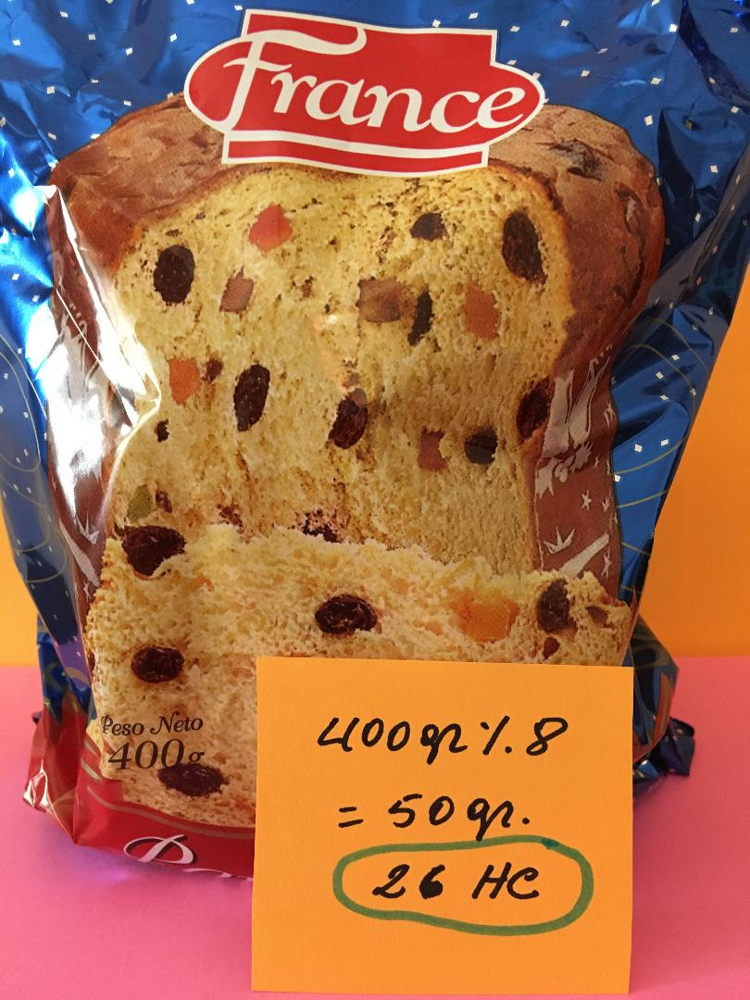 France
Peso Neto
400g
400gr ÷ 8
= 50gr.
26 HC